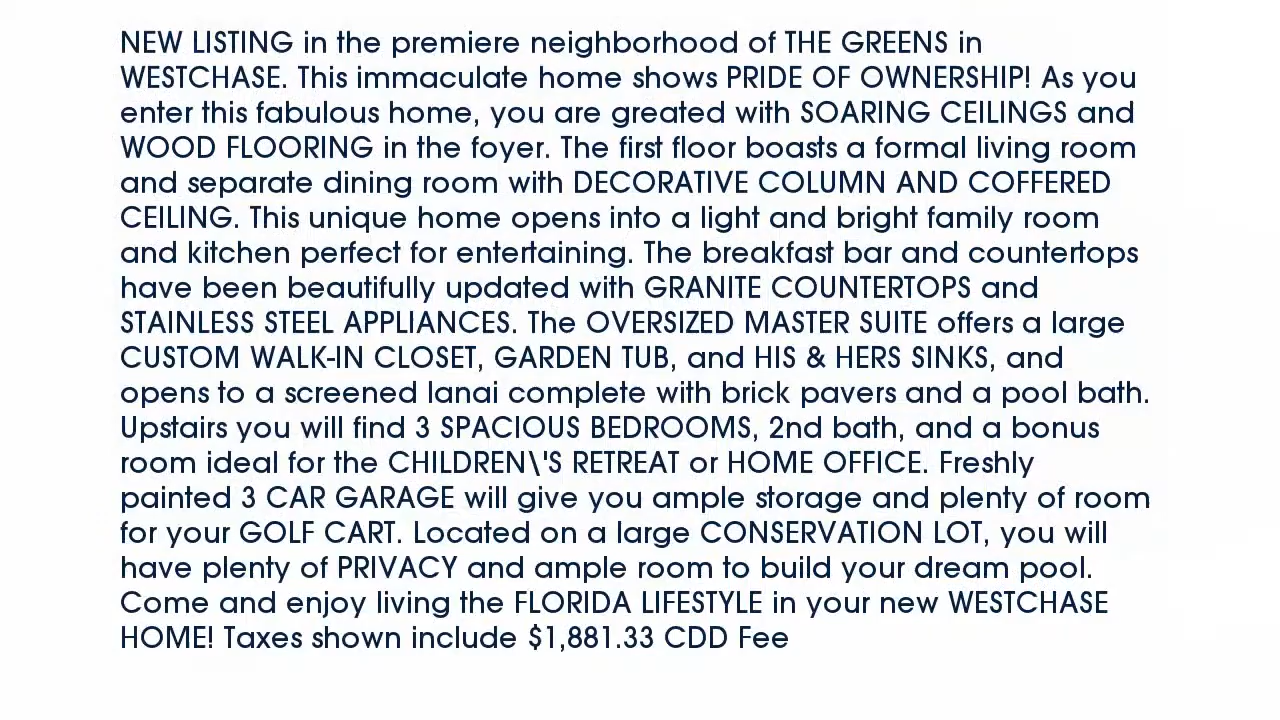 NEW LISTING in the premiere neighborhood of THE GREENS in
WESTCHASE. This immaculate home shows PRIDE OF OWNERSHIP! As you
enter this fabulous home, you are greated with SOARING CEILINGS and
WOOD FLOORING in the foyer. The first floor boasts a formal living room
and separate dining room with DECORATIVE COLUMN AND COFFERED
CEILING. This unique home opens into a light and bright family room
and kitchen perfect for entertaining. The breakfast bar and countertops
have been beautifully updated with GRANITE COUNTERTOPS and
STAINLESS STEEL APPLIANCES. The OVERSIZED MASTER SUITE offers a large
CUSTOM WALK-IN CLOSET, GARDEN TUB, and HIS & HERS SINKS, and
opens to a screened lanai complete with brick pavers and a pool bath.
Upstairs you will find 3 SPACIOUS BEDROOMS, 2nd bath, and a bonus
room ideal for the CHILDREN\'S RETREAT or HOME OFFICE. Freshly
painted 3 CAR GARAGE will give you ample storage and plenty of room
for your GOLF CART. Located on a large CONSERVATION LOT, you will
have plenty of PRIVACY and ample room to build your dream pool.
Come and enjoy living the FLORIDA LIFESTYLE in your new WESTCHASE
HOME! Taxes shown include $1,881.33 CDD Fee